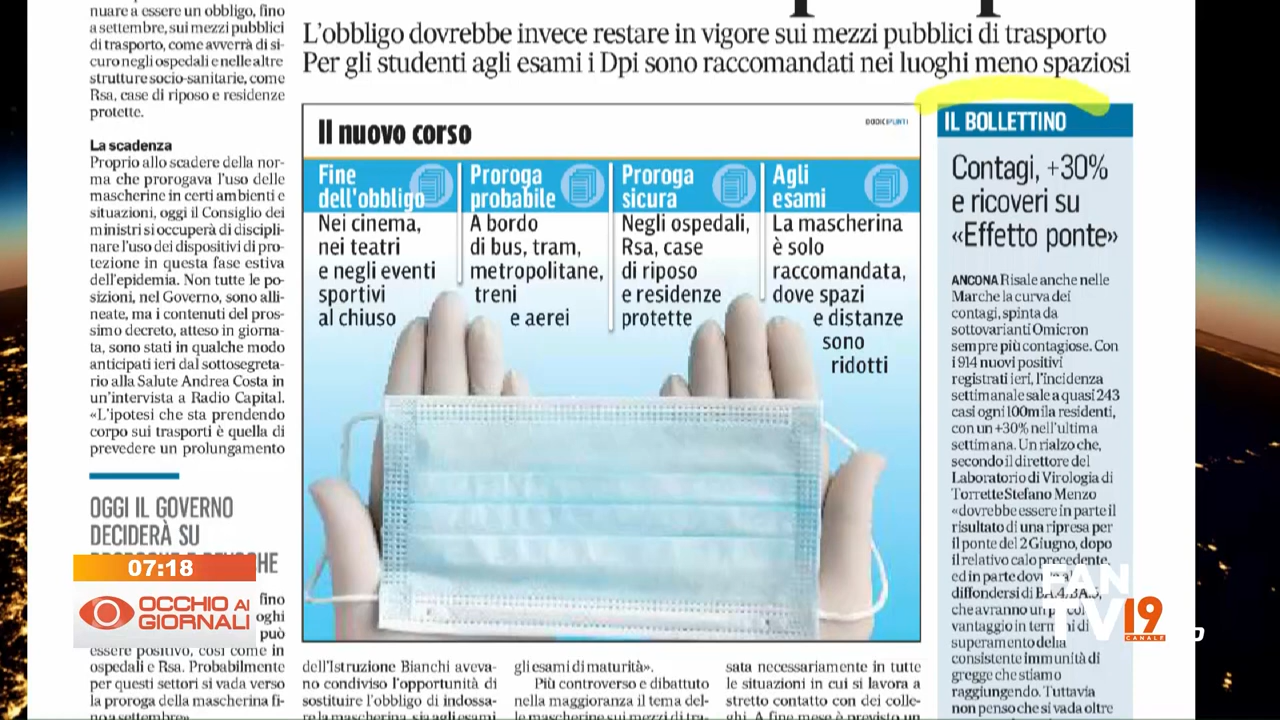 nuare a essere un obbligo, fino
a settembre, sui mezzi pubblici
di trasporto, come avverrà di si-
curo negli ospedali e nelle altre
strutture socio-sanitarie, come
Rsa, case di riposo e residenze
protette.
La scadenza
Proprio allo scadere della nor-
ma che prorogava l'uso delle
mascherine in certi ambienti e
situazioni, oggi il Consiglio dei
ministri si occuperà di discipli-
nare l'uso dei dispositivi di pro-
tezione in questa fase estiva
dell'epidemia. Non tutte le po-
sizioni, nel Governo, sono alli-
neate, ma i contenuti del pros-
simo decreto, atteso in giorna-
ta, sono stati in qualche modo
anticipati ieri dal sottosegreta-
rio alla Salute Andrea Costa in
un'intervista a Radio Capital.
«L'ipotesi che sta prendendo
corpo sui trasporti è quella di
prevedere un prolungamento
OGGI IL GOVERNO
DECIDERÀ SU
HE
fino
oghi
può
essere positivo, così come in
ospedali e Rsa. Probabilmente
per questi settori si vada verso
la proroga della mascherina fi-
no a settembre».
L'obbligo dovrebbe invece restare in vigore sui mezzi pubblici di trasporto
Per gli studenti agli esami i Dpi sono raccomandati nei luoghi meno spaziosi
Il nuovo corso
Fine
dell'obbligo
Nei cinema,
nei teatri
e negli eventi
sportivi
al chiuso
Proroga
probabile
A bordo
di bus, tram,
metropolitane,
treni
e aerei
Proroga
sicura
Negli ospedali,
Rsa, case
di riposo
e residenze
protette
Agli
esami
La mascherina
è solo
raccomandata,
dove spazi
e distanze
sono
ridotti
dell'Istruzione Bianchi aveva-
no condiviso l'opportunità di
sostituire l'obbligo di indossa-
re la mascherina, sia agli esami
gli esami di maturità».
Più controverso e dibattuto
nella maggioranza il tema del-
le mascherine sui mezzi di tra-
sata necessariamente in tutte
le situazioni in cui si lavora a
stretto contatto con dei colle-
ghi. A fine mese è previsto un
IL BOLLETTINO
Contagi, +30%
e ricoveri su
«Effetto ponte»
ANCONA Risale anche nelle
Marche la curva dei
contagi, spinta da
sottovarianti Omicron
sempre più contagiose. Con
i 914 nuovi positivi
registrati ieri, l'incidenza
settimanale sale a quasi 243
casi ogni 100mila residenti,
con un +30% nell'ultima
settimana. Un rialzo che,
secondo il direttore del
Laboratorio di Virologia di
Torrette Stefano Menzo
«dovrebbe essere in parte il
risultato di una ripresa per
il ponte del 2 Giugno, dopo
il relativo calo precedente,
ed in parte
diffondersi di
che avranno un
vantaggio in di
superamento della
consistente immunità di
gregge che stiamo
raggiungendo. Tuttavia
non penso che si vada oltre
07:18
OCCHIO AI
GIORNALI
FAN
TV 19
CANALE